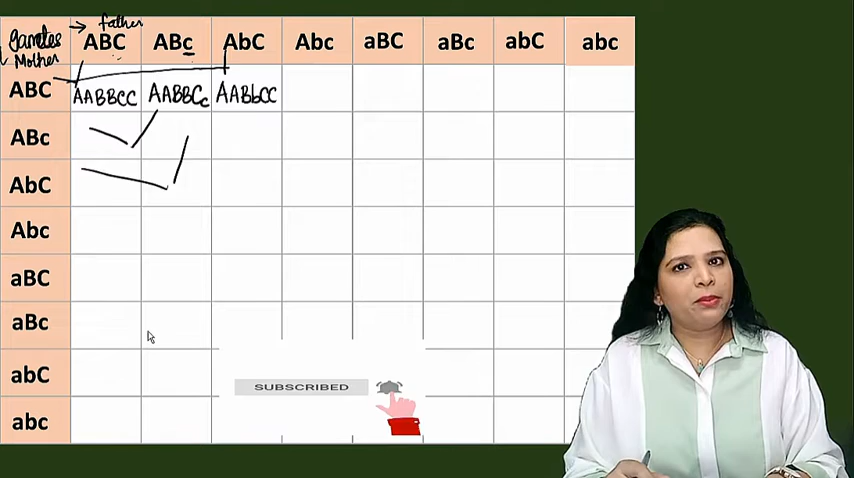 gametes → father
Mother
ABC ABc AbC Abc aBC aBc abC abc
ABC AABBCC AABBCc AABbCC
ABc
AbC
Abc
aBC
aBc
abC
SUBSCRIBED
abc